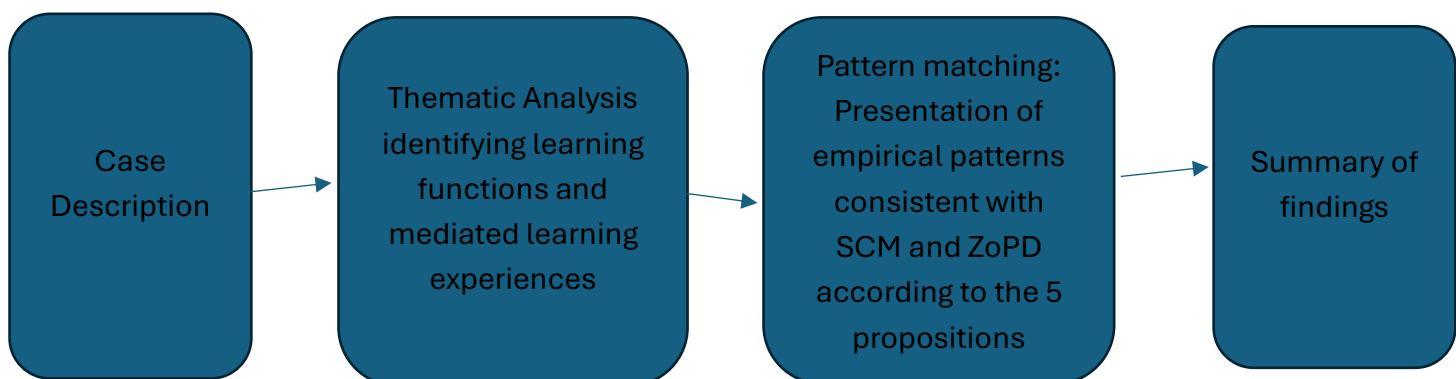 Case
Description
Thematic Analysis
identifying learning
functions and
mediated learning
experiences
Pattern matching:
Presentation of
empirical patterns
consistent with
SCM and ZoPD
according to the 5
propositions
Summary of
findings